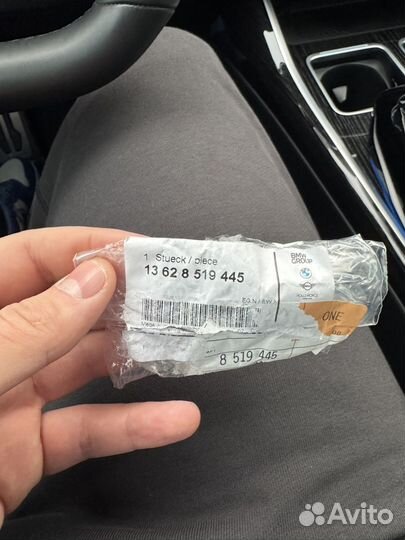 1 Stueck / piece
13 62 8 519 445
BMW
GROUP
ONE
8 519 445
Avito